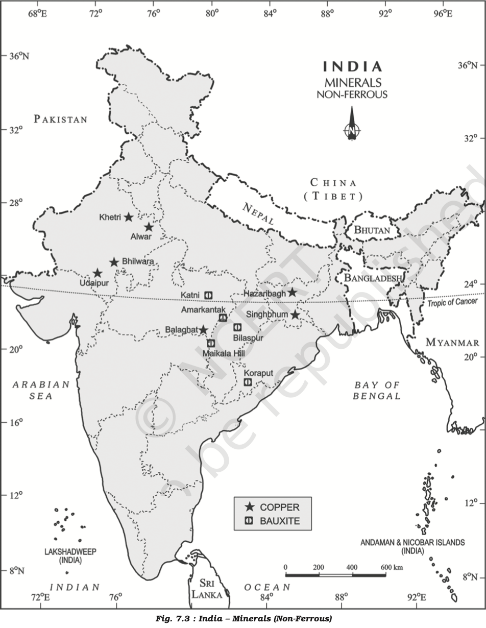 68°E 72° 76° 80° 84° 88° 92° 96°
36°N 36°N
INDIA
MINERALS
NON-FERROUS
PAKISTAN
32° 32°
CHINA
(TIBET)
28° 28°
NEPAL
BHUTAN
Khetri
Alwar
Bhilwara
Udaipur
BANGLADESH
24°
Katni
Hazaribagh
Tropic of Cancer
Amarkantak
Singhbhum
Balaghat
Bilaspur
Maikala Hill
MYANMAR
20° 20°
Koraput
ARABIAN
SEA
BAY OF
BENGAL
16° 16°
© NCERT
be republished
12° 12°
COPPER
BAUXITE
LAKSHADWEEP
(INDIA)
ANDAMAN & NICOBAR ISLANDS
(INDIA)
8°N 8°N
0 200 400 600 km
SRI
LANKA
INDIAN OCEAN
72°E 76° 84° 88° 92°E
Fig. 7.3 : India – Minerals (Non-Ferrous)